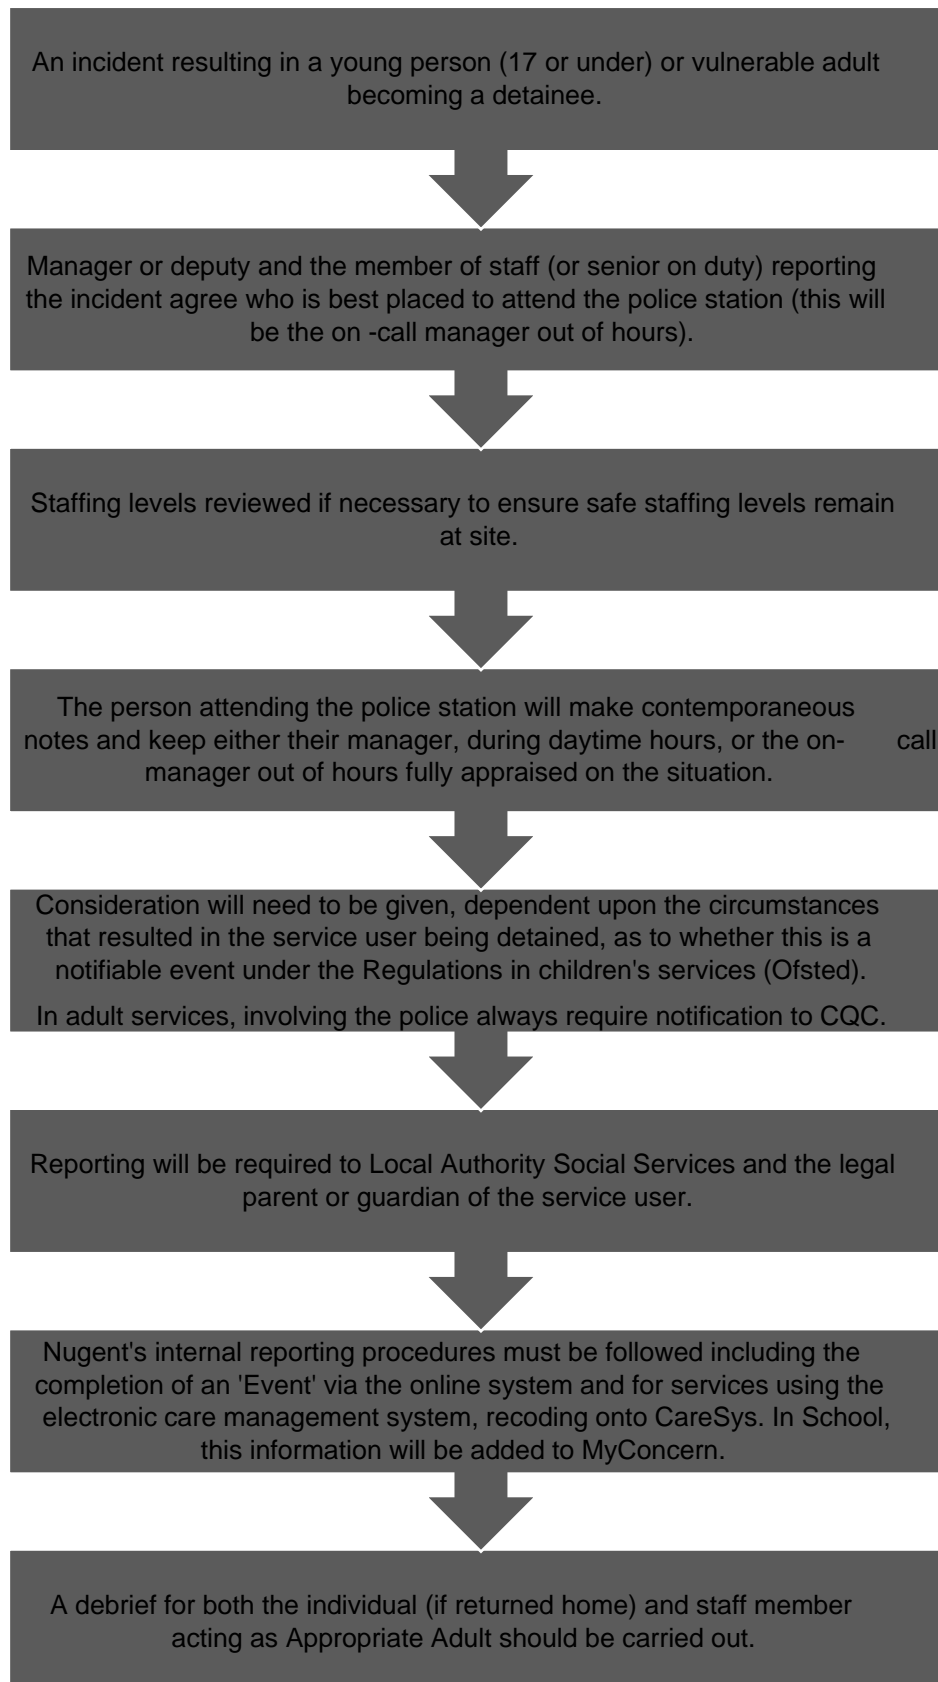 An incident resulting in a young person (17 or under) or vulnerable adult
becoming a detainee.
Manager or deputy and the member of staff (or senior on duty) reporting
the incident agree who is best placed to attend the police station (this will
be the on -call manager out of hours).
Staffing levels reviewed if necessary to ensure safe staffing levels remain
at site.
The person attending the police station will make contemporaneous
notes and keep either their manager, during daytime hours, or the on- call
manager out of hours fully appraised on the situation.
Consideration will need to be given, dependent upon the circumstances
that resulted in the service user being detained, as to whether this is a
notifiable event under the Regulations in children's services (Ofsted).
In adult services, involving the police always require notification to CQC.
Reporting will be required to Local Authority Social Services and the legal
parent or guardian of the service user.
Nugent's internal reporting procedures must be followed including the
completion of an 'Event' via the online system and for services using the
electronic care management system, recoding onto CareSys. In School,
this information will be added to MyConcern.
A debrief for both the individual (if returned home) and staff member
acting as Appropriate Adult should be carried out.